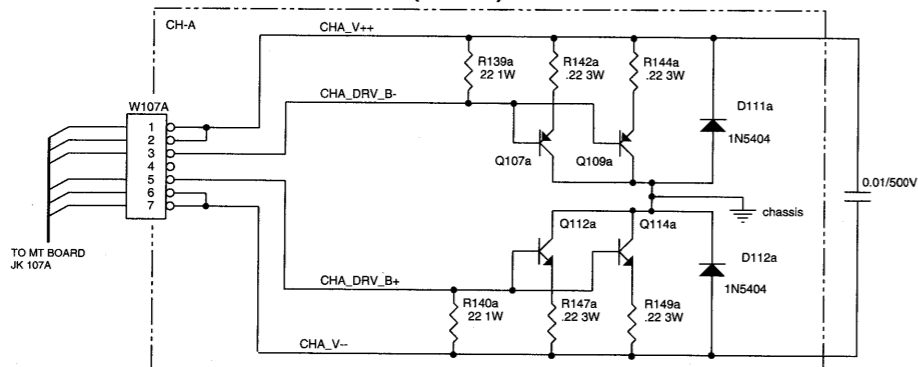 CH-A
CHA_V++
R139a
22 1W
R142a
.22 3W
R144a
.22 3W
D111a
1N5404
W107A
CHA_DRV_B-
1
2
3
4
5
6
7
Q107a
Q109a
0.01/500V
chassis
Q112a
Q114a
D112a
1N5404
TO MT BOARD
JK 107A
CHA_DRV_B+
R140a
22 1W
R147a
.22 3W
R149a
.22 3W
CHA_V--